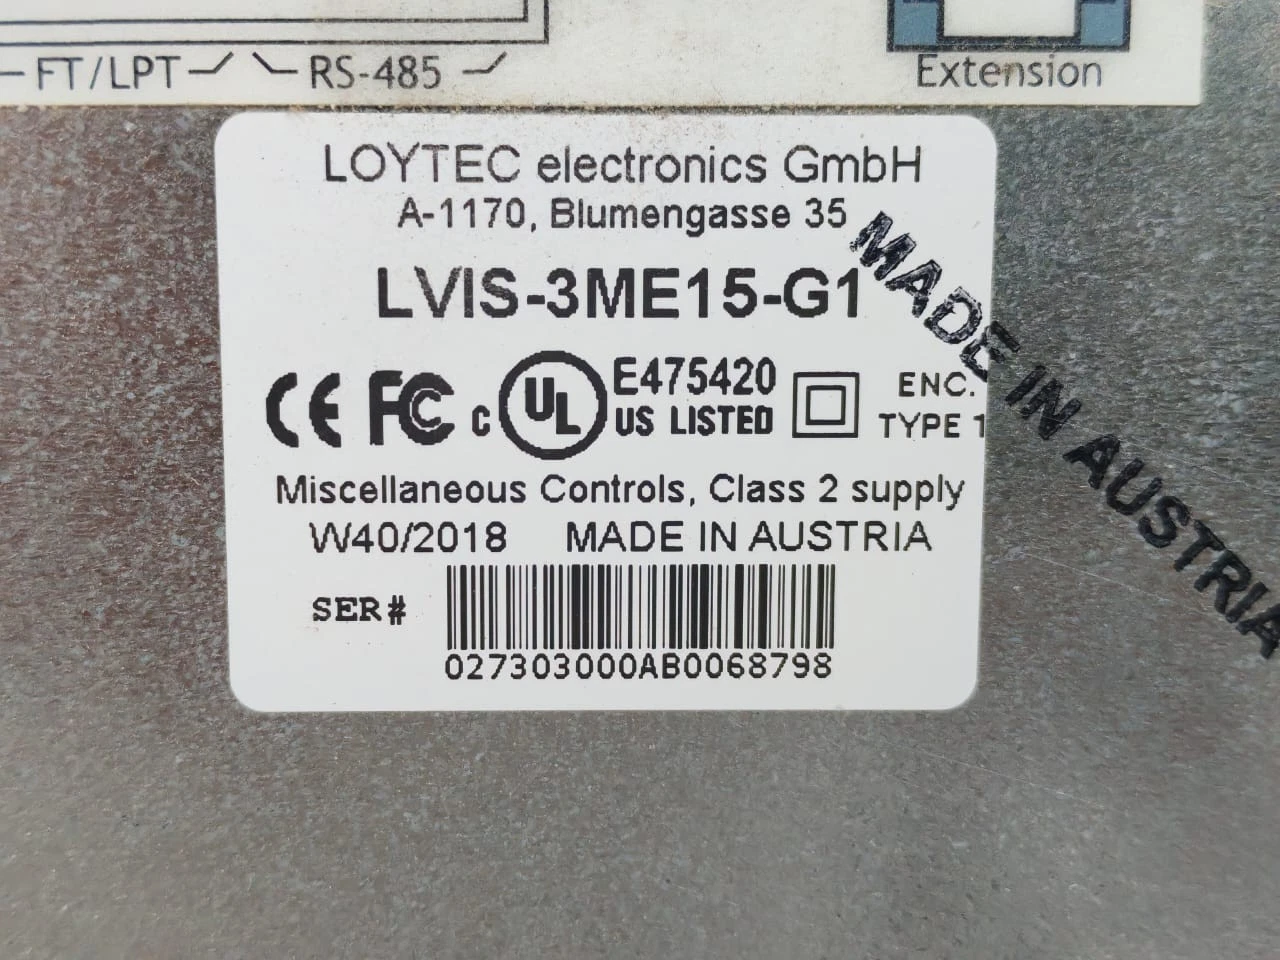 FT/LPT RS-485 Extension
LOYTEC electronics GmbH
A-1170, Blumengasse 35
LVIS-3ME15-G1
CE FC c UL E475420 US LISTED ENC. TYPE 1
Miscellaneous Controls, Class 2 supply
W40/2018 MADE IN AUSTRIA
SER#
027303000AB0068798
MADE IN AUSTRIA